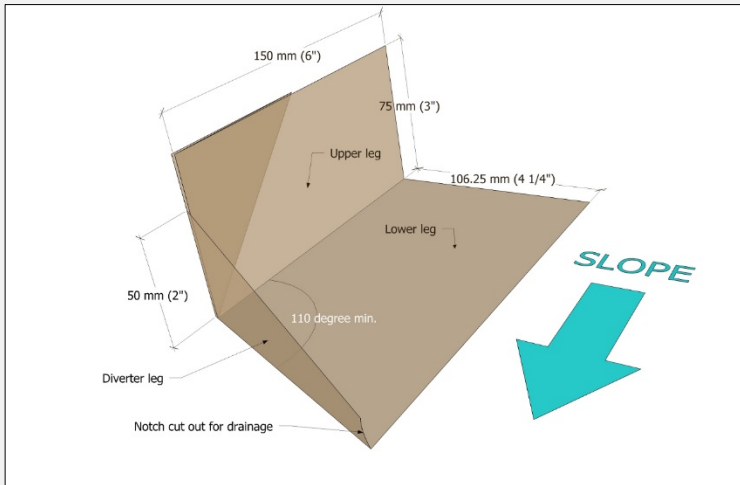 150 mm (6")
75 mm (3")
Upper leg
106.25 mm (4 1/4")
Lower leg
SLOPE
50 mm (2")
110 degree min.
Diverter leg
Notch cut out for drainage